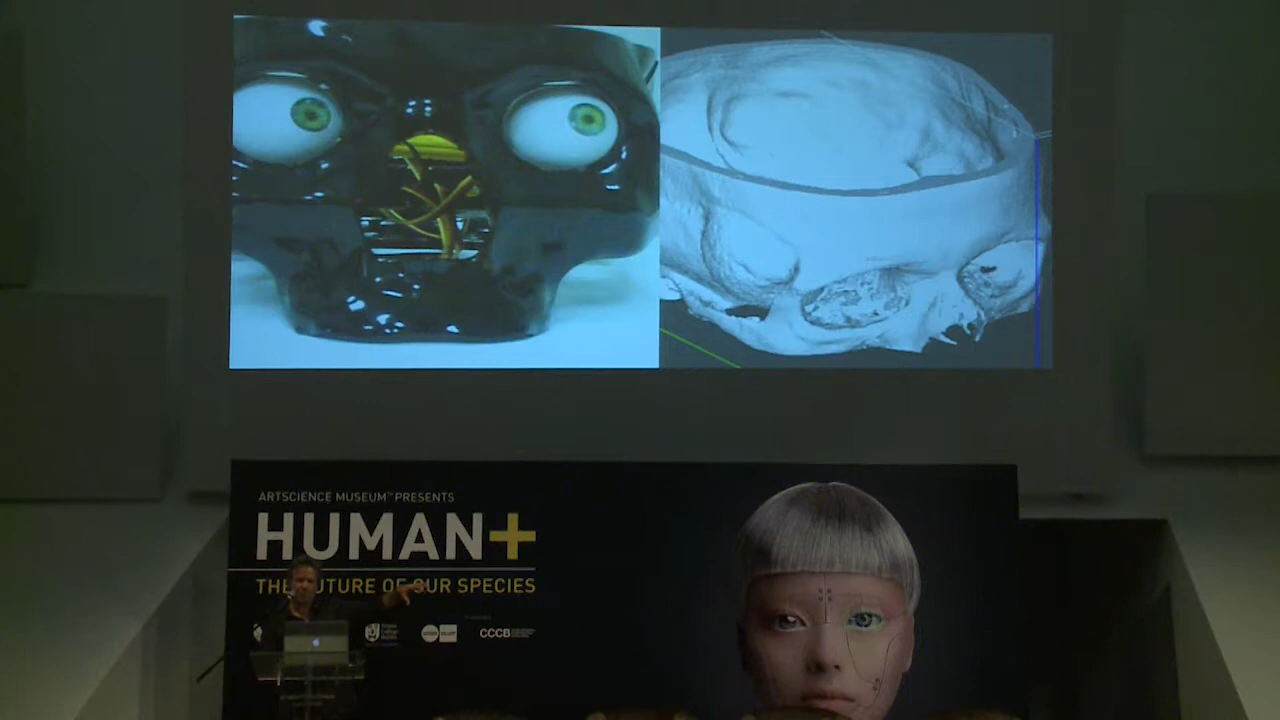 ARTSCIENCE MUSEUM™ PRESENTS
HUMAN+
THE FUTURE OF OUR SPECIES
CCCB